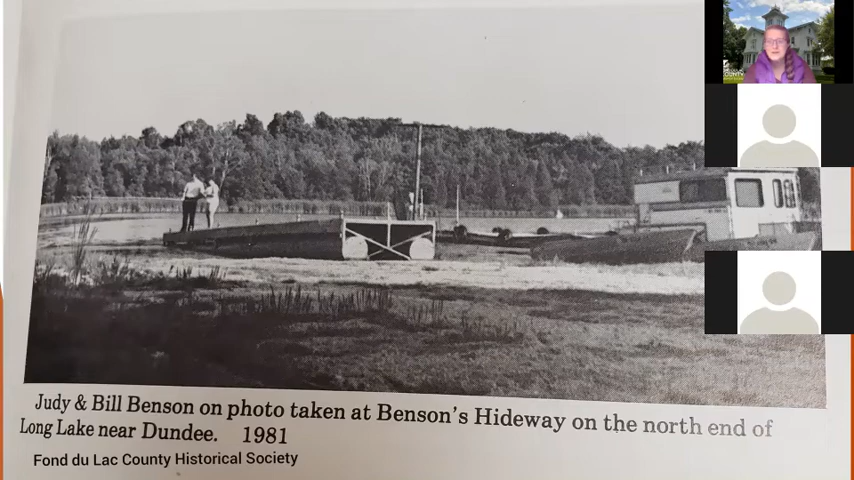 Judy & Bill Benson on photo taken at Benson's Hideway on the north end of
Long Lake near Dundee. 1981
Fond du Lac County Historical Society
COUNTY